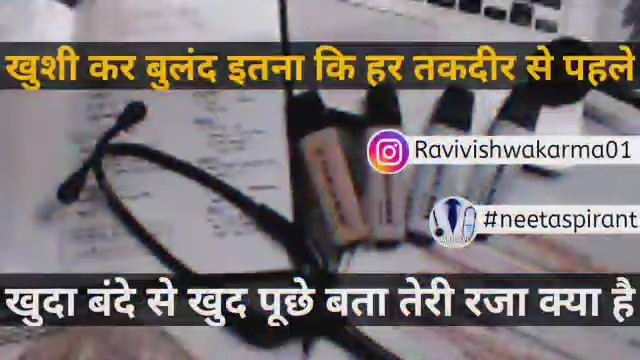 खुशी कर बुलंद इतना कि हर तकदीर से पहले
Ravivishwakarma01
#neetaspirant
खुदा बंदे से खुद पूछे बता तेरी रजा क्या है